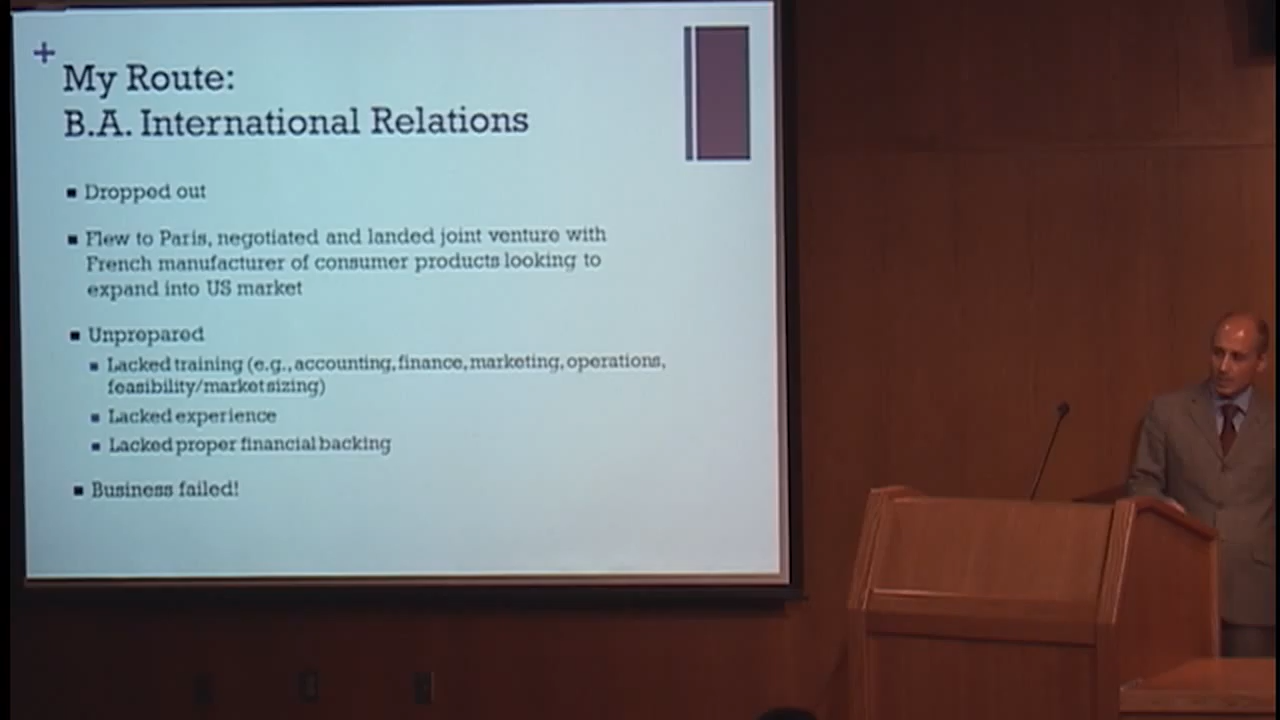 +
My Route:
B.A. International Relations
▪ Dropped out
▪ Flew to Paris, negotiated and landed joint venture with
French manufacturer of consumer products looking to
expand into US market
▪ Unprepared
▪ Lacked training (e.g., accounting, finance, marketing, operations,
feasibility/market sizing)
▪ Lacked experience
▪ Lacked proper financial backing
▪ Business failed!